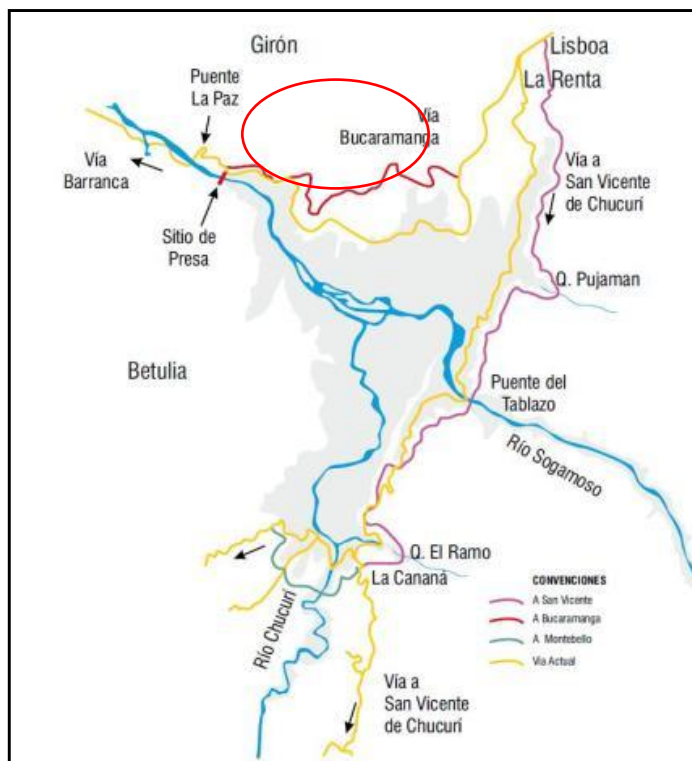 Girón
Lisboa
La Renta
Puente
La Paz
Vía
Bucaramanga
Vía
Barranca
Vía a
San Vicente
de Chucurí
Sitio de
Presa
Q. Pujaman
Betulia
Puente del
Tablazo
Río Sogamoso
Q. El Ramo
La Cananá
Río Chucurí
CONVENCIONES
A San Vicente
A Bucaramanga
A Montebello
Vía Actual
Vía a
San Vicente
de Chucurí